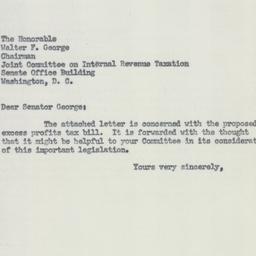 The Honorable
Walter F. George
Chairman
Joint Committee on Internal Revenue Taxation
Senate Office Building
Washington, D. C.
Dear Senator George:
The attached letter is concerned with the proposed
excess profits tax bill. It is forwarded with the thought
that it might be helpful to your Committee in its considerat
of this important legislation.
Yours very sincerely,